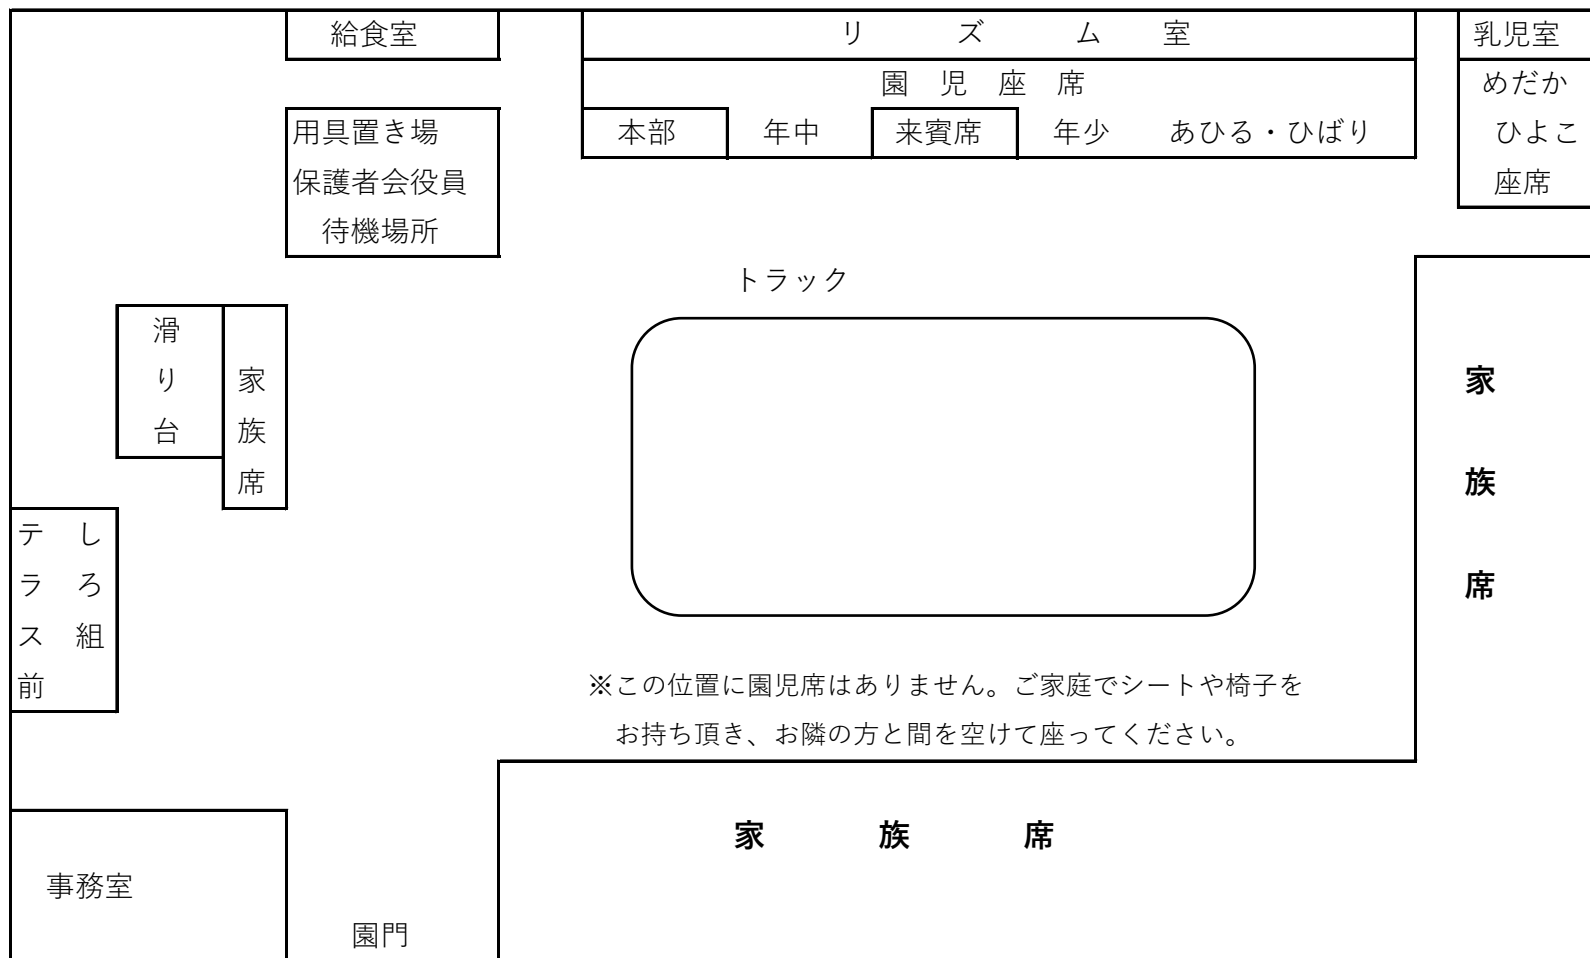 給食室
リズム室
乳児室
園児座席
めだか
ひよこ
座席
本部
年中
来賓席
年少
あひる・ひばり
用具置き場
保護者会役員
待機場所
トラック
滑り台
家族席
家族席
しろ組
テラス前
※この位置に園児席はありません。ご家庭でシートや椅子を
お持ち頂き、お隣の方と間を空けて座ってください。
家族席
事務室
園門